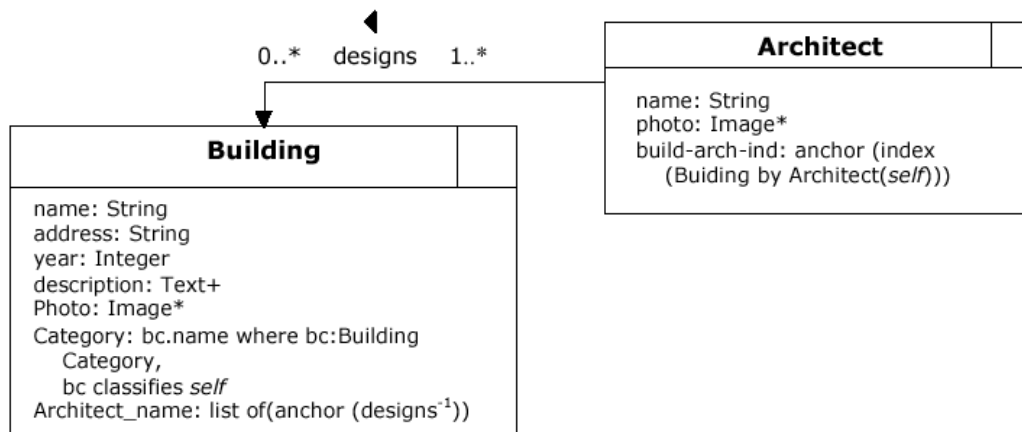 0..* designs 1..*
Architect
name: String
photo: Image*
build-arch-ind: anchor (index
(Buiding by Architect(self)))
Building
name: String
address: String
year: Integer
description: Text+
Photo: Image*
Category: bc.name where bc:Building
Category,
bc classifies self
Architect_name: list of(anchor (designs⁻¹))